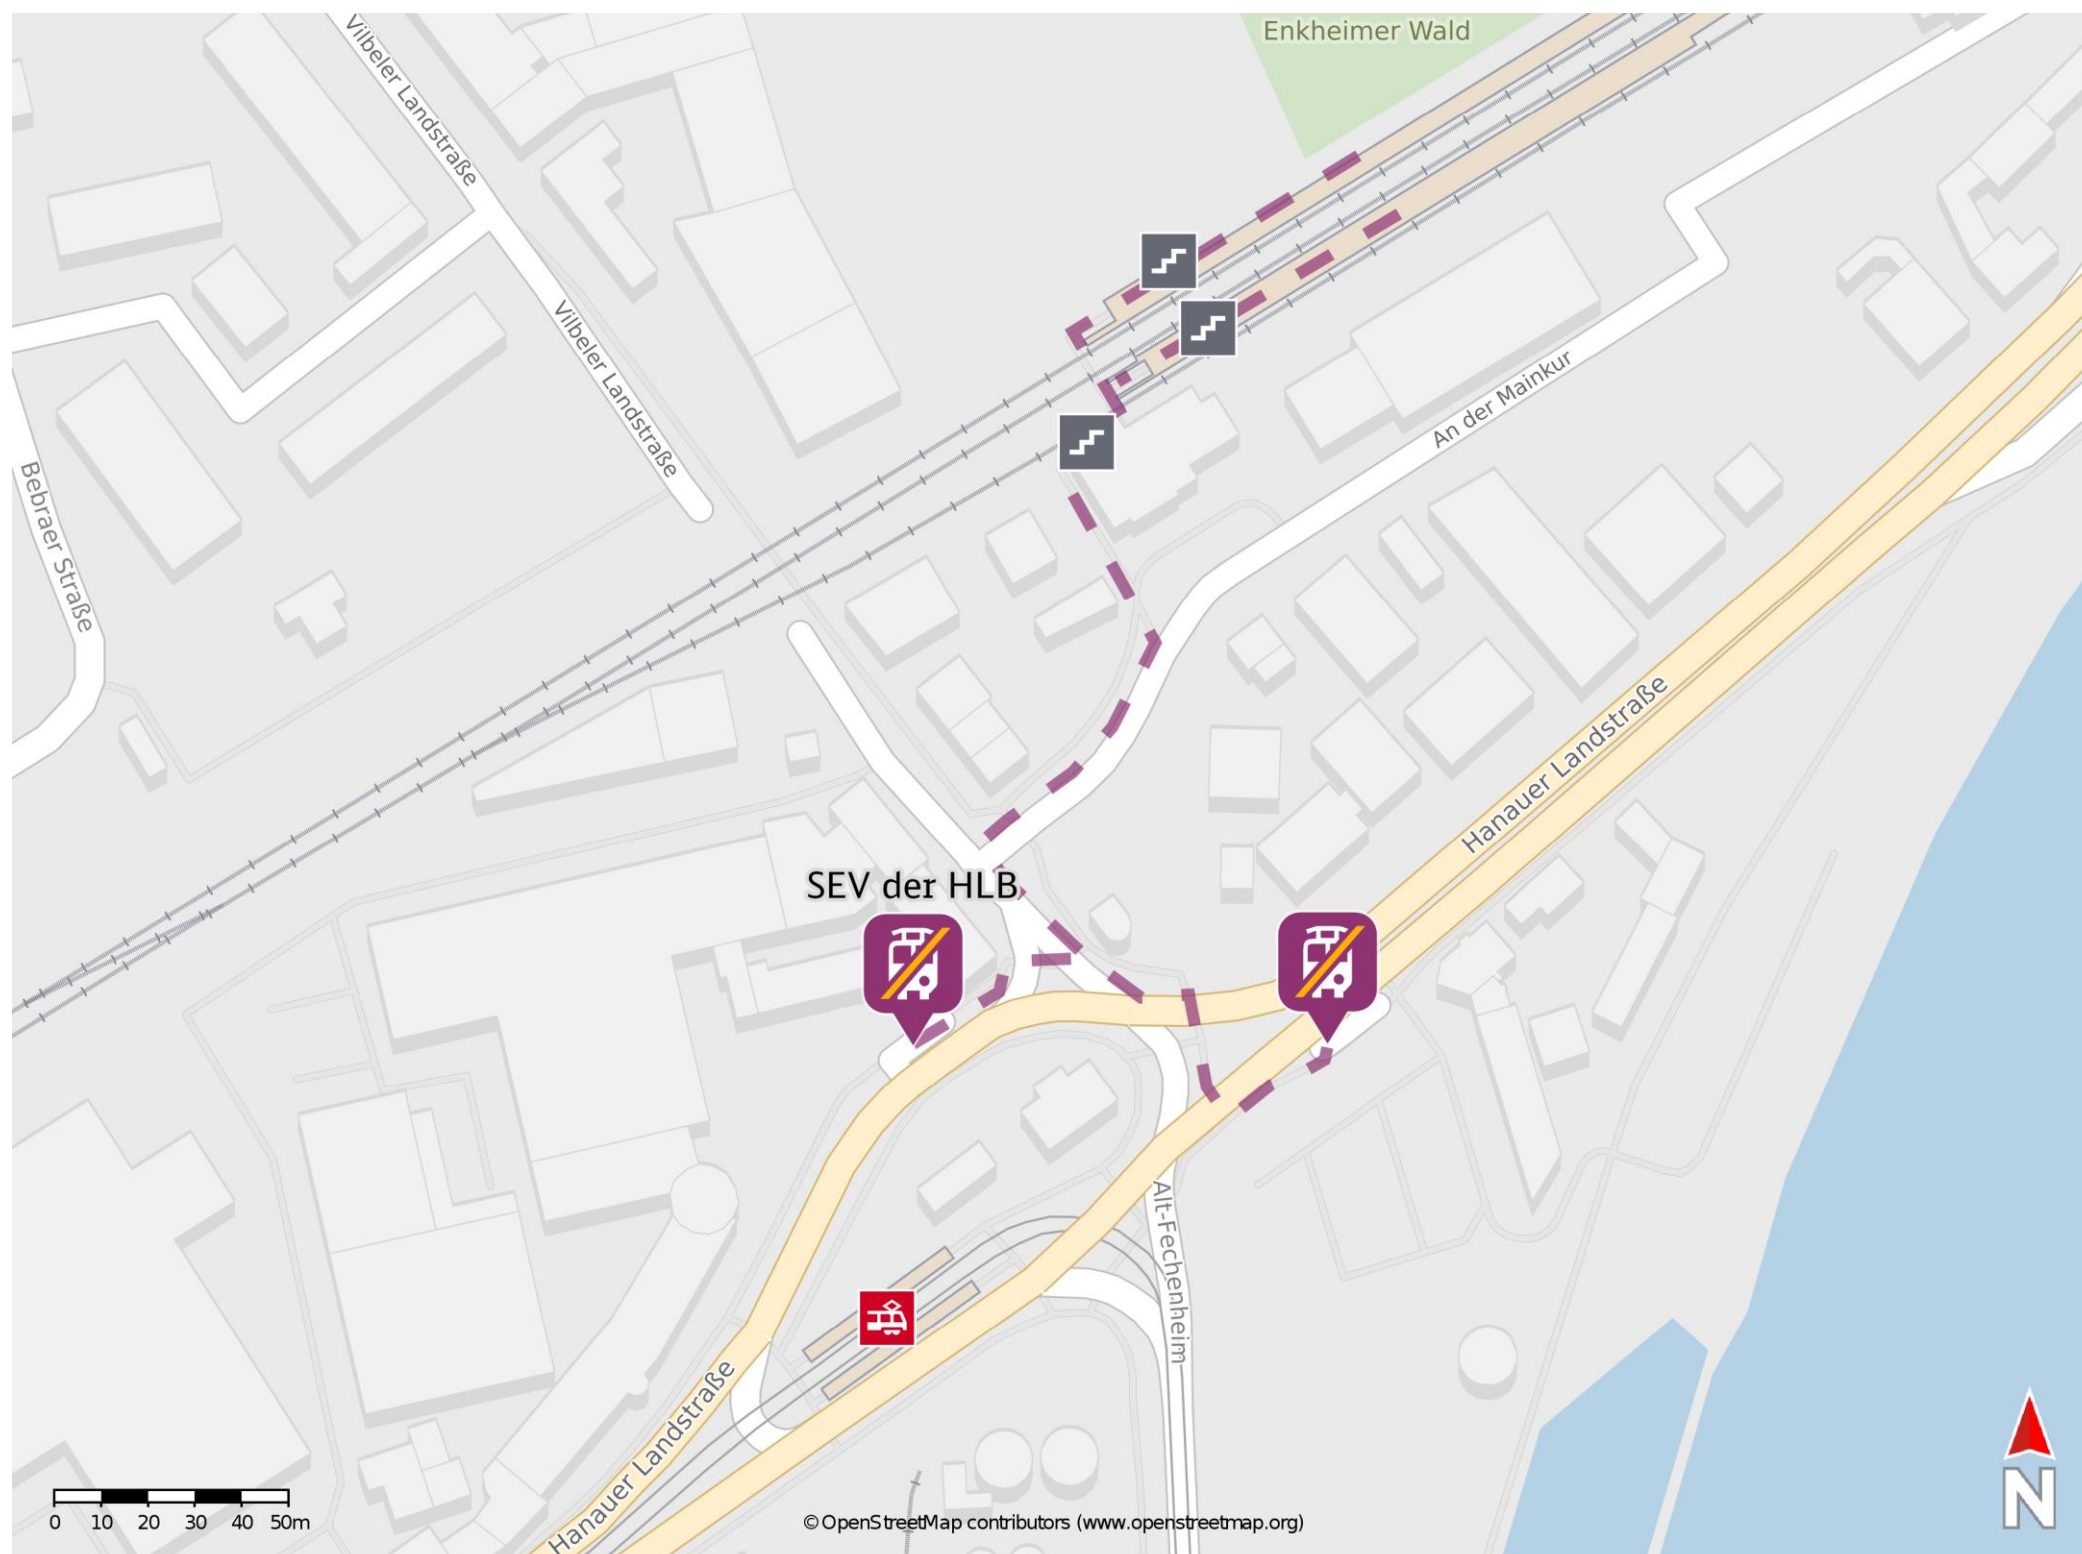 Enkheimer Wald
Vilbeler Landstraße
Vilbeler Landstraße
An der Mainkur
Bebraer Straße
Hanauer Landstraße
SEV der HLB
Alt-Fechenheim
Hanauer Landstraße
0 10 20 30 40 50m
© OpenStreetMap contributors (www.openstreetmap.org)
N